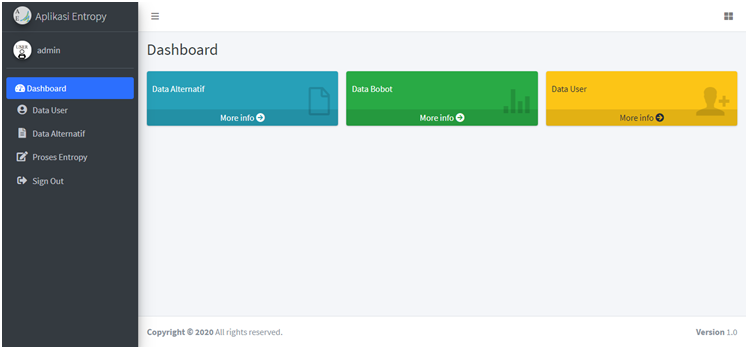 Aplikasi Entropy
USER
admin
Dashboard
Data User
Data Alternatif
Proses Entropy
Sign Out
Dashboard
Data Alternatif
More info
Data Bobot
More info
Data User
More info
Copyright © 2020 All rights reserved.
Version 1.0